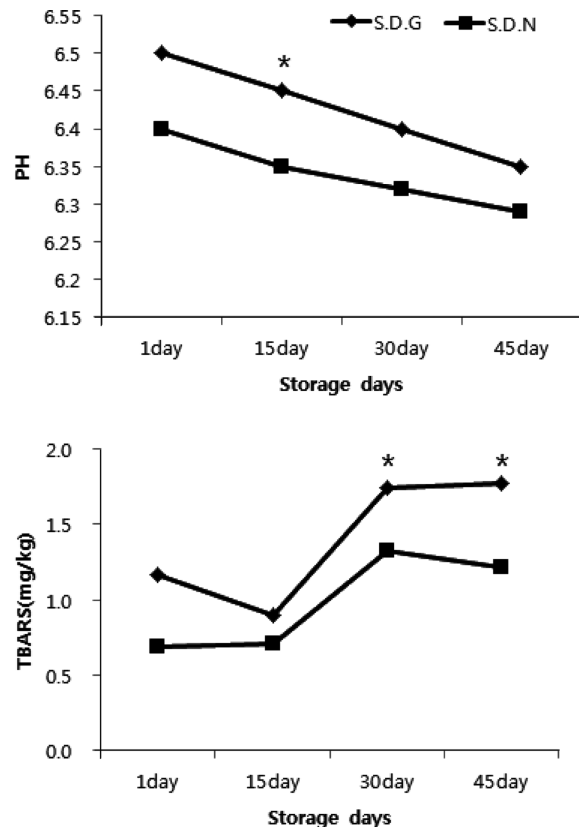 6.55
S.D.G S.D.N
6.5
*
6.45
6.4
6.35
6.3
6.25
6.2
6.15
PH
1day 15day 30day 45day
Storage days
2.0
* *
1.5
1.0
0.5
0.0
TBARS(mg/kg)
1day 15day 30day 45day
Storage days